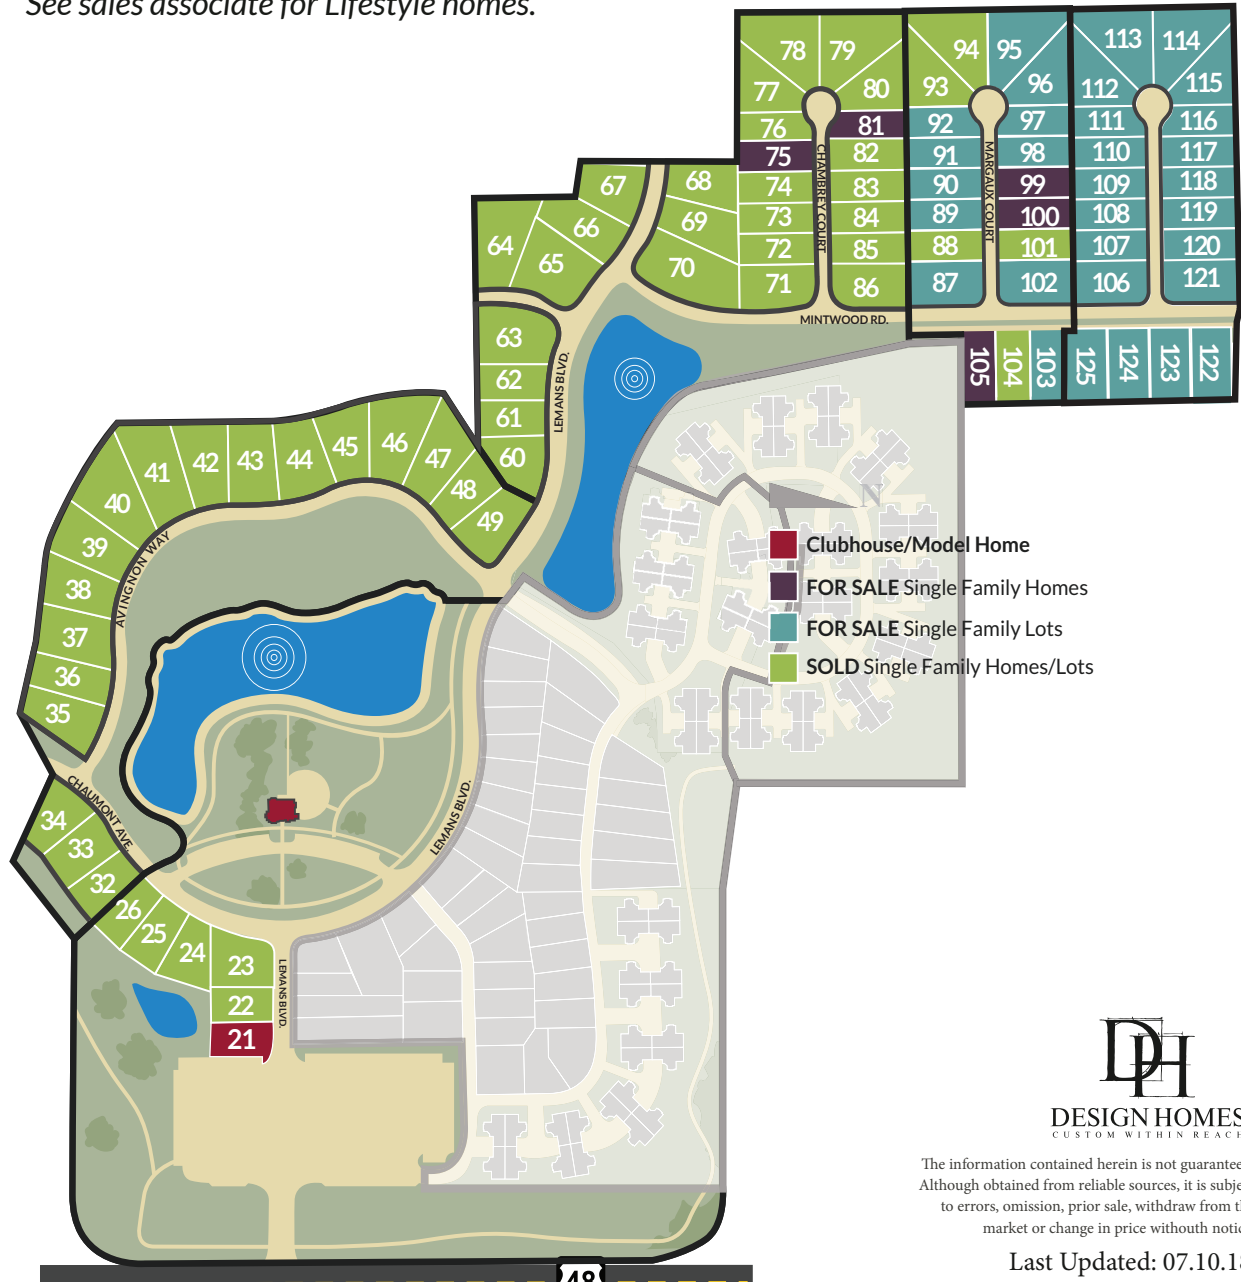 See sales associate for Lifestyle homes.
78 79
77 80
76 81
75 82
74 83
73 84
72 85
71 86
CHAMBREY COURT
94 95
93 96
92 97
91 98
90 99
89 100
88 101
87 102
MARGAUX COURT
113 114
112 115
111 116
110 117
109 118
108 119
107 120
106 121
67 68
66 69
64 65 70
MINTWOOD RD.
105 104 103 125 124 123 122
63
62
61
60
LEMANS BLVD.
41 42 43 44 45 46 47
48
49
40
39
38
37
36
35
AVINGNON WAY
N
Clubhouse/Model Home
FOR SALE Single Family Homes
FOR SALE Single Family Lots
SOLD Single Family Homes/Lots
CHAUMONT AVE.
LEMANS BLVD.
34
33
32
26
25
24
23
22
21
LEMANS BLVD.
DH
DESIGN HOMES
CUSTOM WITHIN REACH
The information contained herein is not guarantee
Although obtained from reliable sources, it is subje
to errors, omission, prior sale, withdraw from th
market or change in price withouth notic
Last Updated: 07.10.18
48